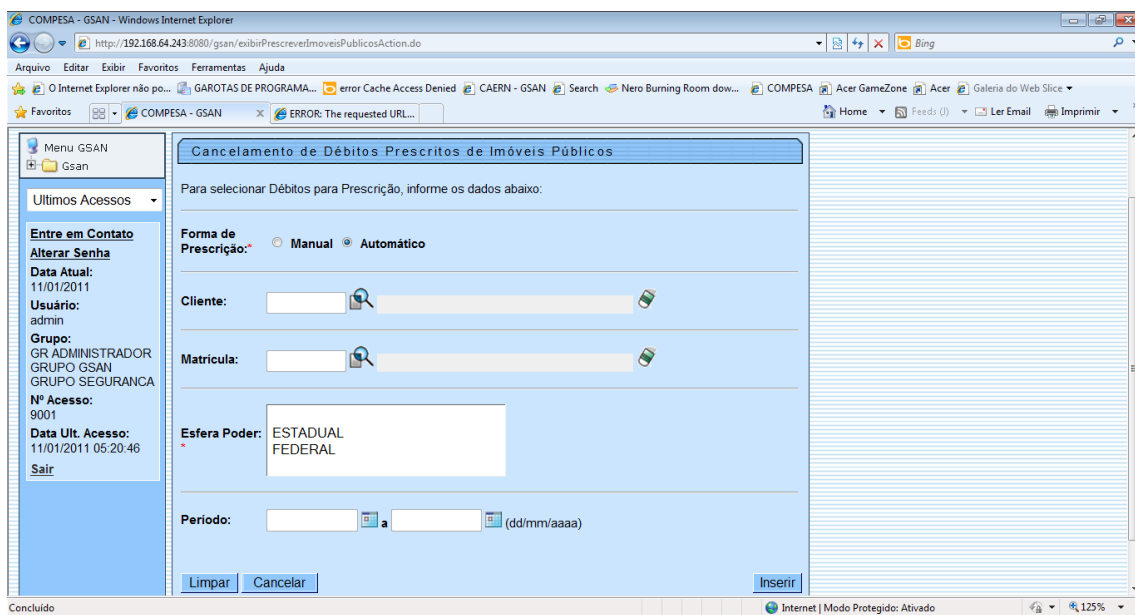 COMPESA - GSAN - Windows Internet Explorer
http://192.168.64.243:8080/gsan/exibirPrescreverImoveisPublicosAction.do
Bing
Arquivo Editar Exibir Favoritos Ferramentas Ajuda
O Internet Explorer não po... GAROTAS DE PROGRAMA... error Cache Access Denied CAERN - GSAN Search Nero Burning Room dow... COMPESA Acer GameZone Acer Galeria do Web Slice
Favoritos COMPESA - GSAN X ERROR: The requested URL... Home Feeds (J) Ler Email Imprimir
Menu GSAN
Gsan
Ultimos Acessos
Entre em Contato
Alterar Senha
Data Atual:
11/01/2011
Usuário:
admin
Grupo:
GR ADMINISTRADOR
GRUPO GSAN
GRUPO SEGURANCA
Nº Acesso:
9001
Data Ult. Acesso:
11/01/2011 05:20:46
Sair
Cancelamento de Débitos Prescritos de Imóveis Públicos
Para selecionar Débitos para Prescrição, informe os dados abaixo:
Forma de
Prescrição:* Manual Automático
Cliente:
Matrícula:
Esfera Poder:
*
ESTADUAL
FEDERAL
Período: a (dd/mm/aaaa)
Limpar Cancelar Inserir
Concluído Internet | Modo Protegido: Ativado 125%